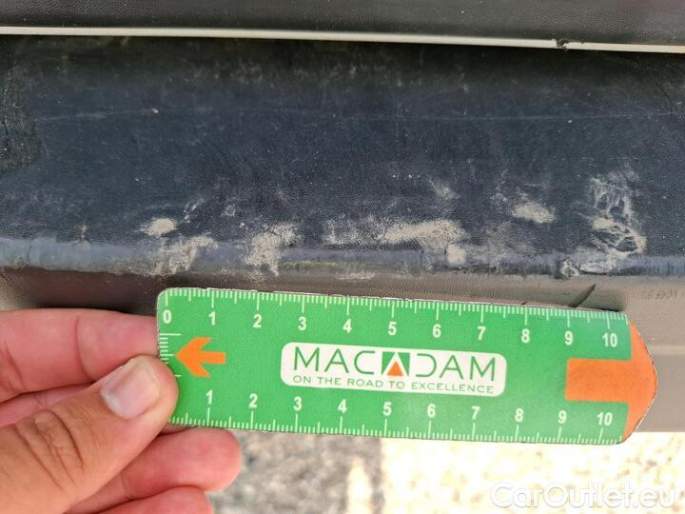 0 1 2 3 4 5 6 7 8 9 10
MACADAM
ON THE ROAD TO EXCELLENCE
1 2 3 4 5 6 7 8 9 10
CarOutlet.eu